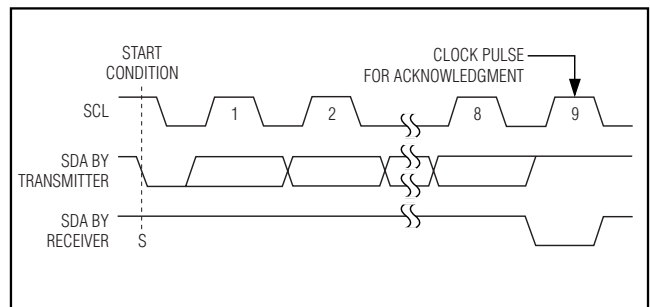 START
CONDITION
CLOCK PULSE
FOR ACKNOWLEDGMENT
SCL
1
2
8
9
SDA BY
TRANSMITTER
SDA BY
RECEIVER
S